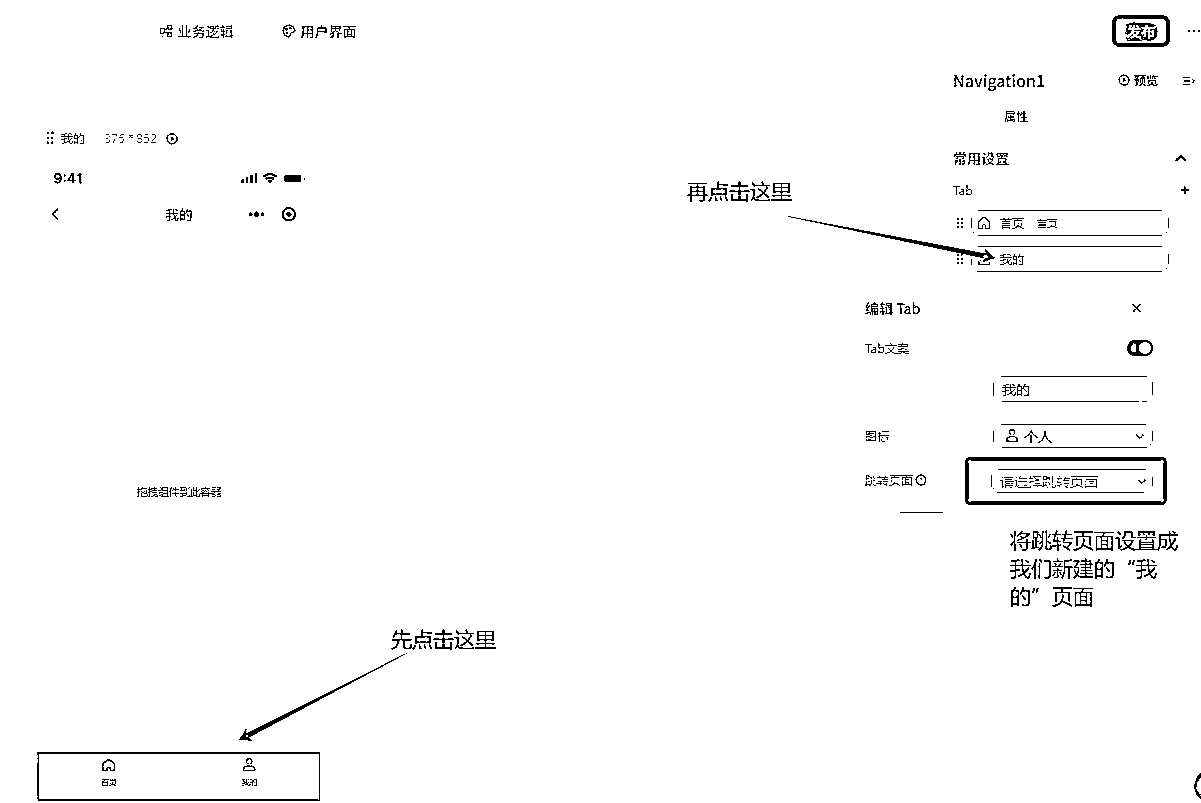 业务逻辑 用户界面 发布
Navigation1 预览
属性
我的 375 * 852
9:41
常用设置
再点击这里
Tab
我的
首页 首页
我的
编辑 Tab
Tab文案
我的
图标 个人
跳转页面 请选择跳转页面
拖拽组件到此容器
将跳转页面设置成
我们新建的“我
的”页面
先点击这里
首页 我的